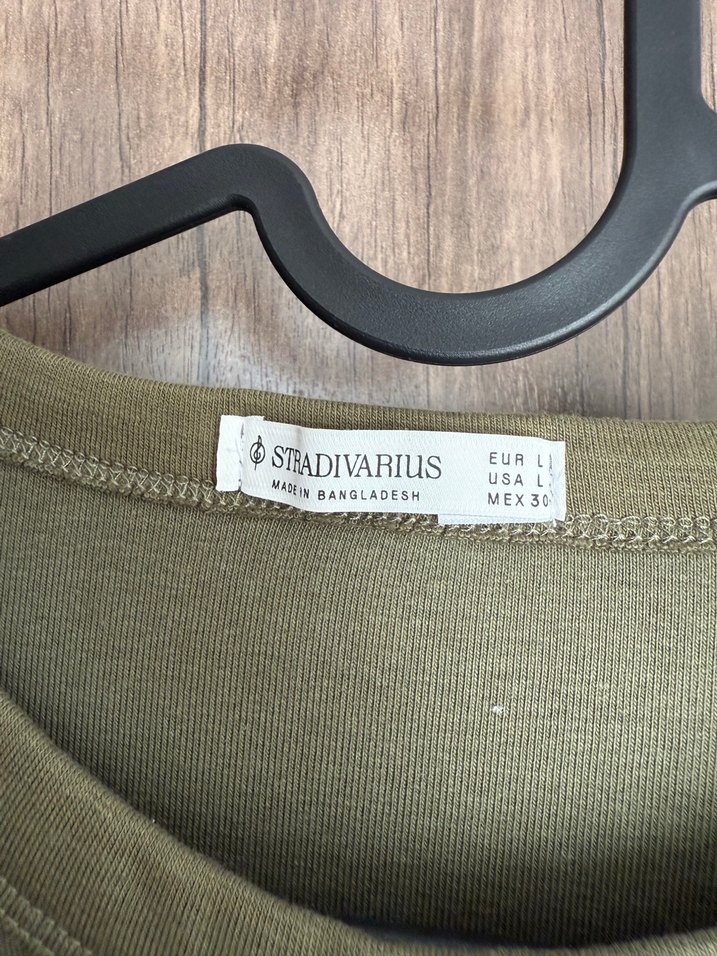 STRADIVARIUS
MADE IN BANGLADESH
EUR L
USA L
MEX 30